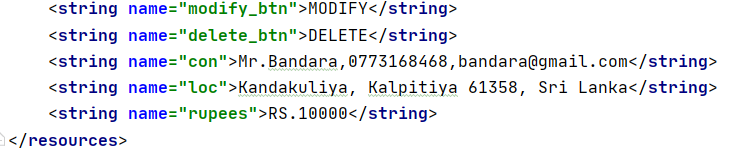 <string name="modify_btn">MODIFY</string>
<string name="delete_btn">DELETE</string>
<string name="con">Mr.Bandara,0773168468,bandara@gmail.com</string>
<string name="loc">Kandakuliya, Kalpitiya 61358, Sri Lanka</string>
<string name="rupees">RS.10000</string>
</resources>